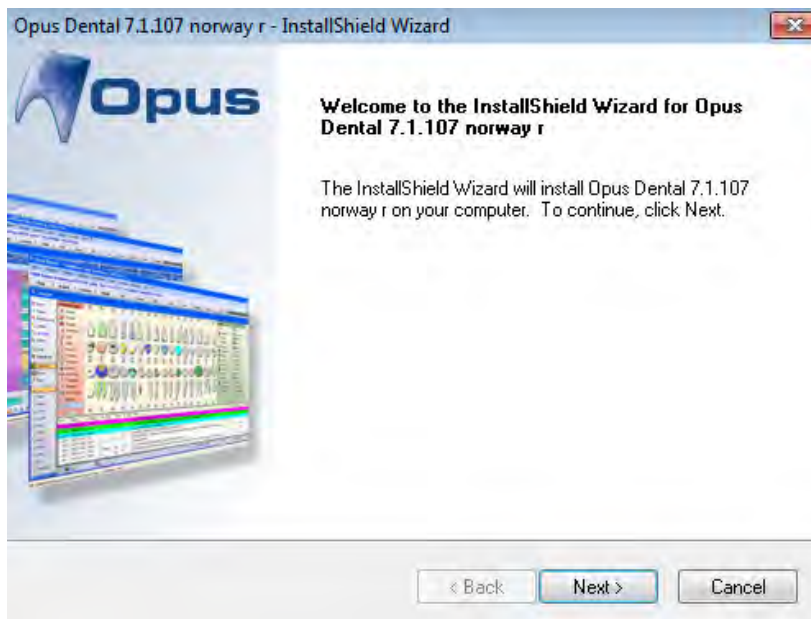 Opus Dental 7.1.107 norway r - InstallShield Wizard
Opus
Welcome to the InstallShield Wizard for Opus
Dental 7.1.107 norway r
The InstallShield Wizard will install Opus Dental 7.1.107
norway r on your computer. To continue, click Next.
< Back
Next >
Cancel